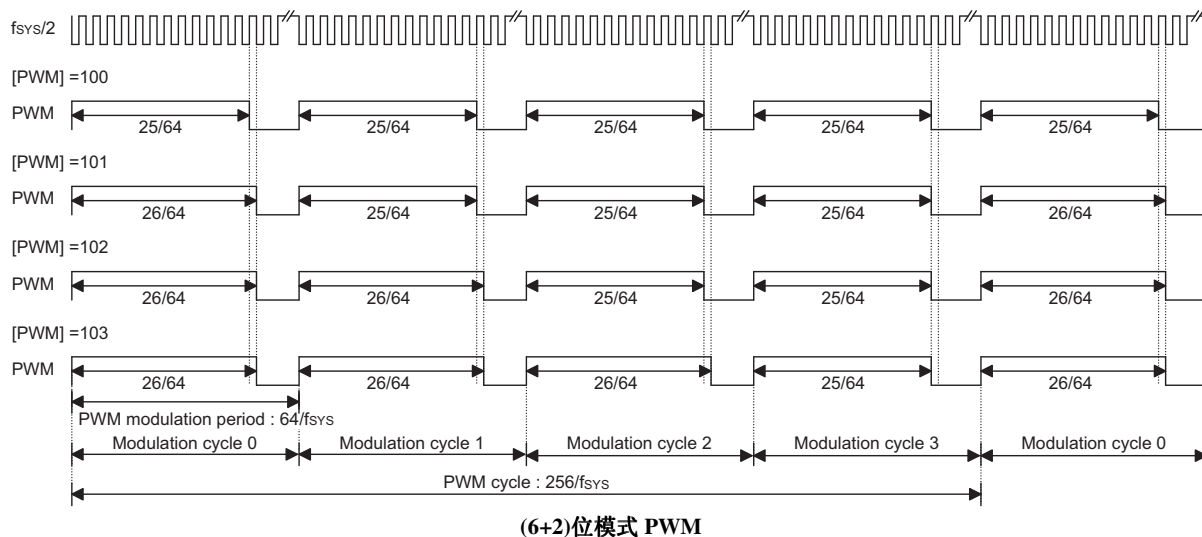 fSYS/2
[PWM] =100
PWM
25/64 25/64 25/64 25/64 25/64
[PWM] =101
PWM
26/64 25/64 25/64 25/64 26/64
[PWM] =102
PWM
26/64 26/64 25/64 25/64 26/64
[PWM] =103
PWM
26/64 26/64 26/64 25/64 26/64
PWM modulation period : 64/fSYS
Modulation cycle 0 Modulation cycle 1 Modulation cycle 2 Modulation cycle 3 Modulation cycle 0
PWM cycle : 256/fSYS
(6+2)位模式 PWM